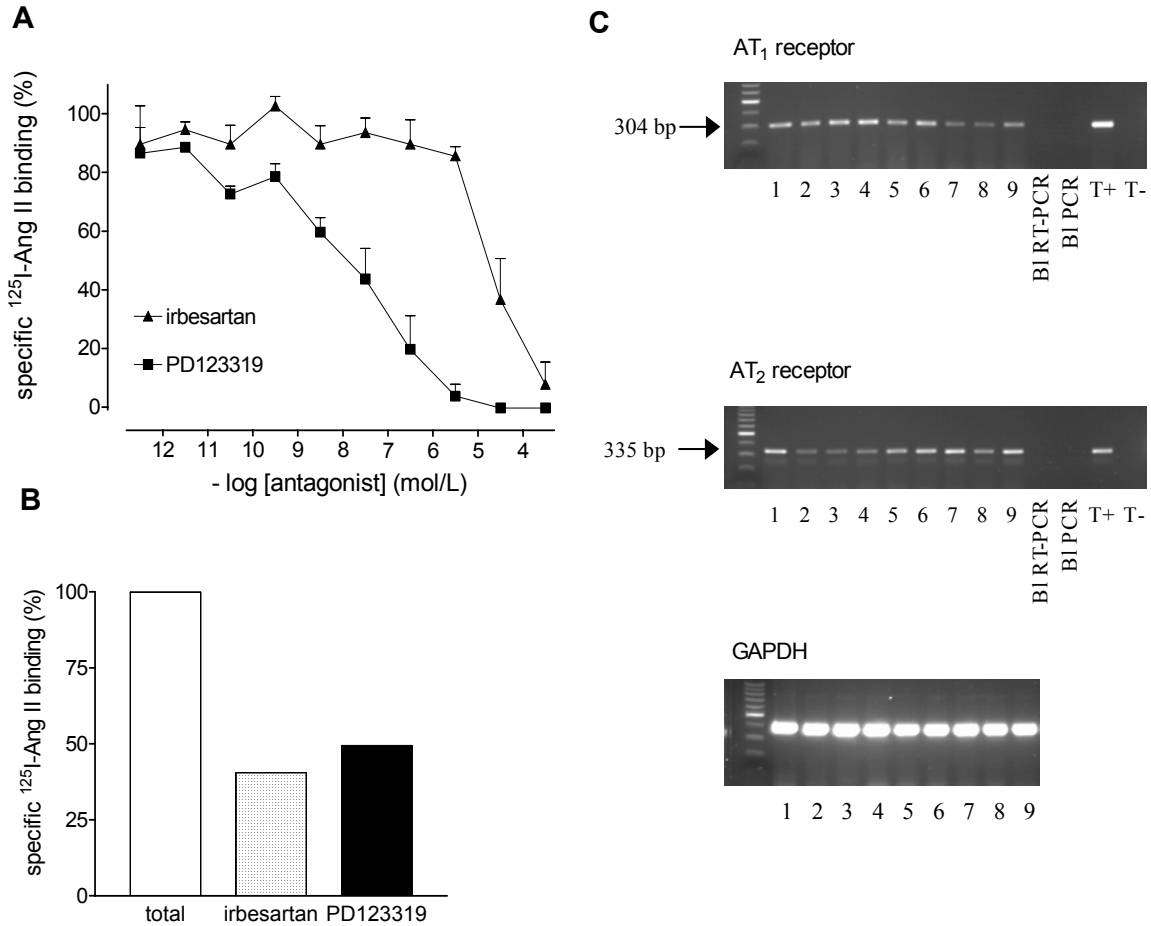 A
specific ¹²⁵I-Ang II binding (%)
100
80
60
40
20
0
irbesartan
PD123319
12 11 10 9 8 7 6 5 4
- log [antagonist] (mol/L)
B
specific ¹²⁵I-Ang II binding (%)
100
75
50
25
0
total irbesartan PD123319
C
AT₁ receptor
304 bp
1 2 3 4 5 6 7 8 9 Bl RT-PCR Bl PCR T+ T-
AT₂ receptor
335 bp
1 2 3 4 5 6 7 8 9 Bl RT-PCR Bl PCR T+ T-
GAPDH
1 2 3 4 5 6 7 8 9